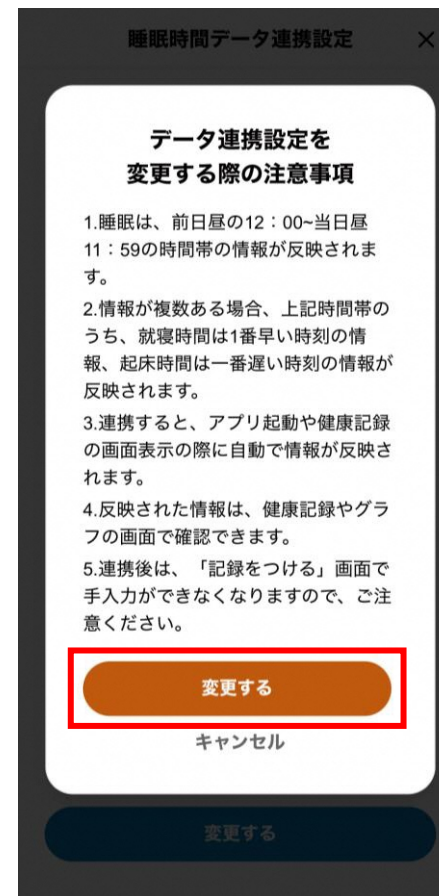 睡眠時間データ連携設定 ×
データ連携設定を
変更する際の注意事項
1.睡眠は、前日昼の12：00~当日昼
11：59の時間帯の情報が反映されま
す。
2.情報が複数ある場合、上記時間帯の
うち、就寝時間は1番早い時刻の情
報、起床時間は一番遅い時刻の情報が
反映されます。
3.連携すると、アプリ起動や健康記録
の画面表示の際に自動で情報が反映さ
れます。
4.反映された情報は、健康記録やグラ
フの画面で確認できます。
5.連携後は、「記録をつける」画面で
手入力ができなくなりますので、ご注
意ください。
変更する
キャンセル
変更する